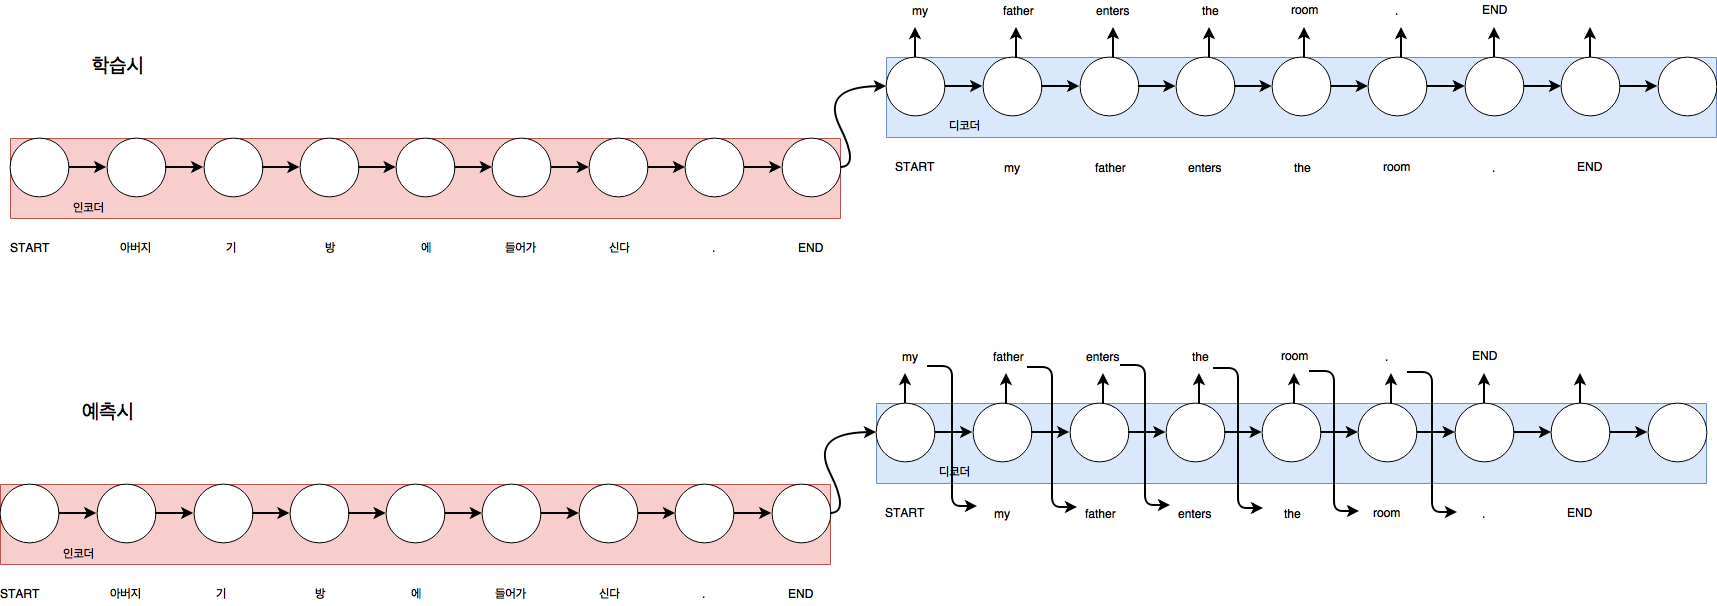 my father enters the room . END
학습시
디코더
START my father enters the room . END
인코더
START 아버지 기 방 에 들어가 신다 . END
my father enters the room . END
예측시
디코더
START my father enters the room . END
인코더
START 아버지 기 방 에 들어가 신다 . END